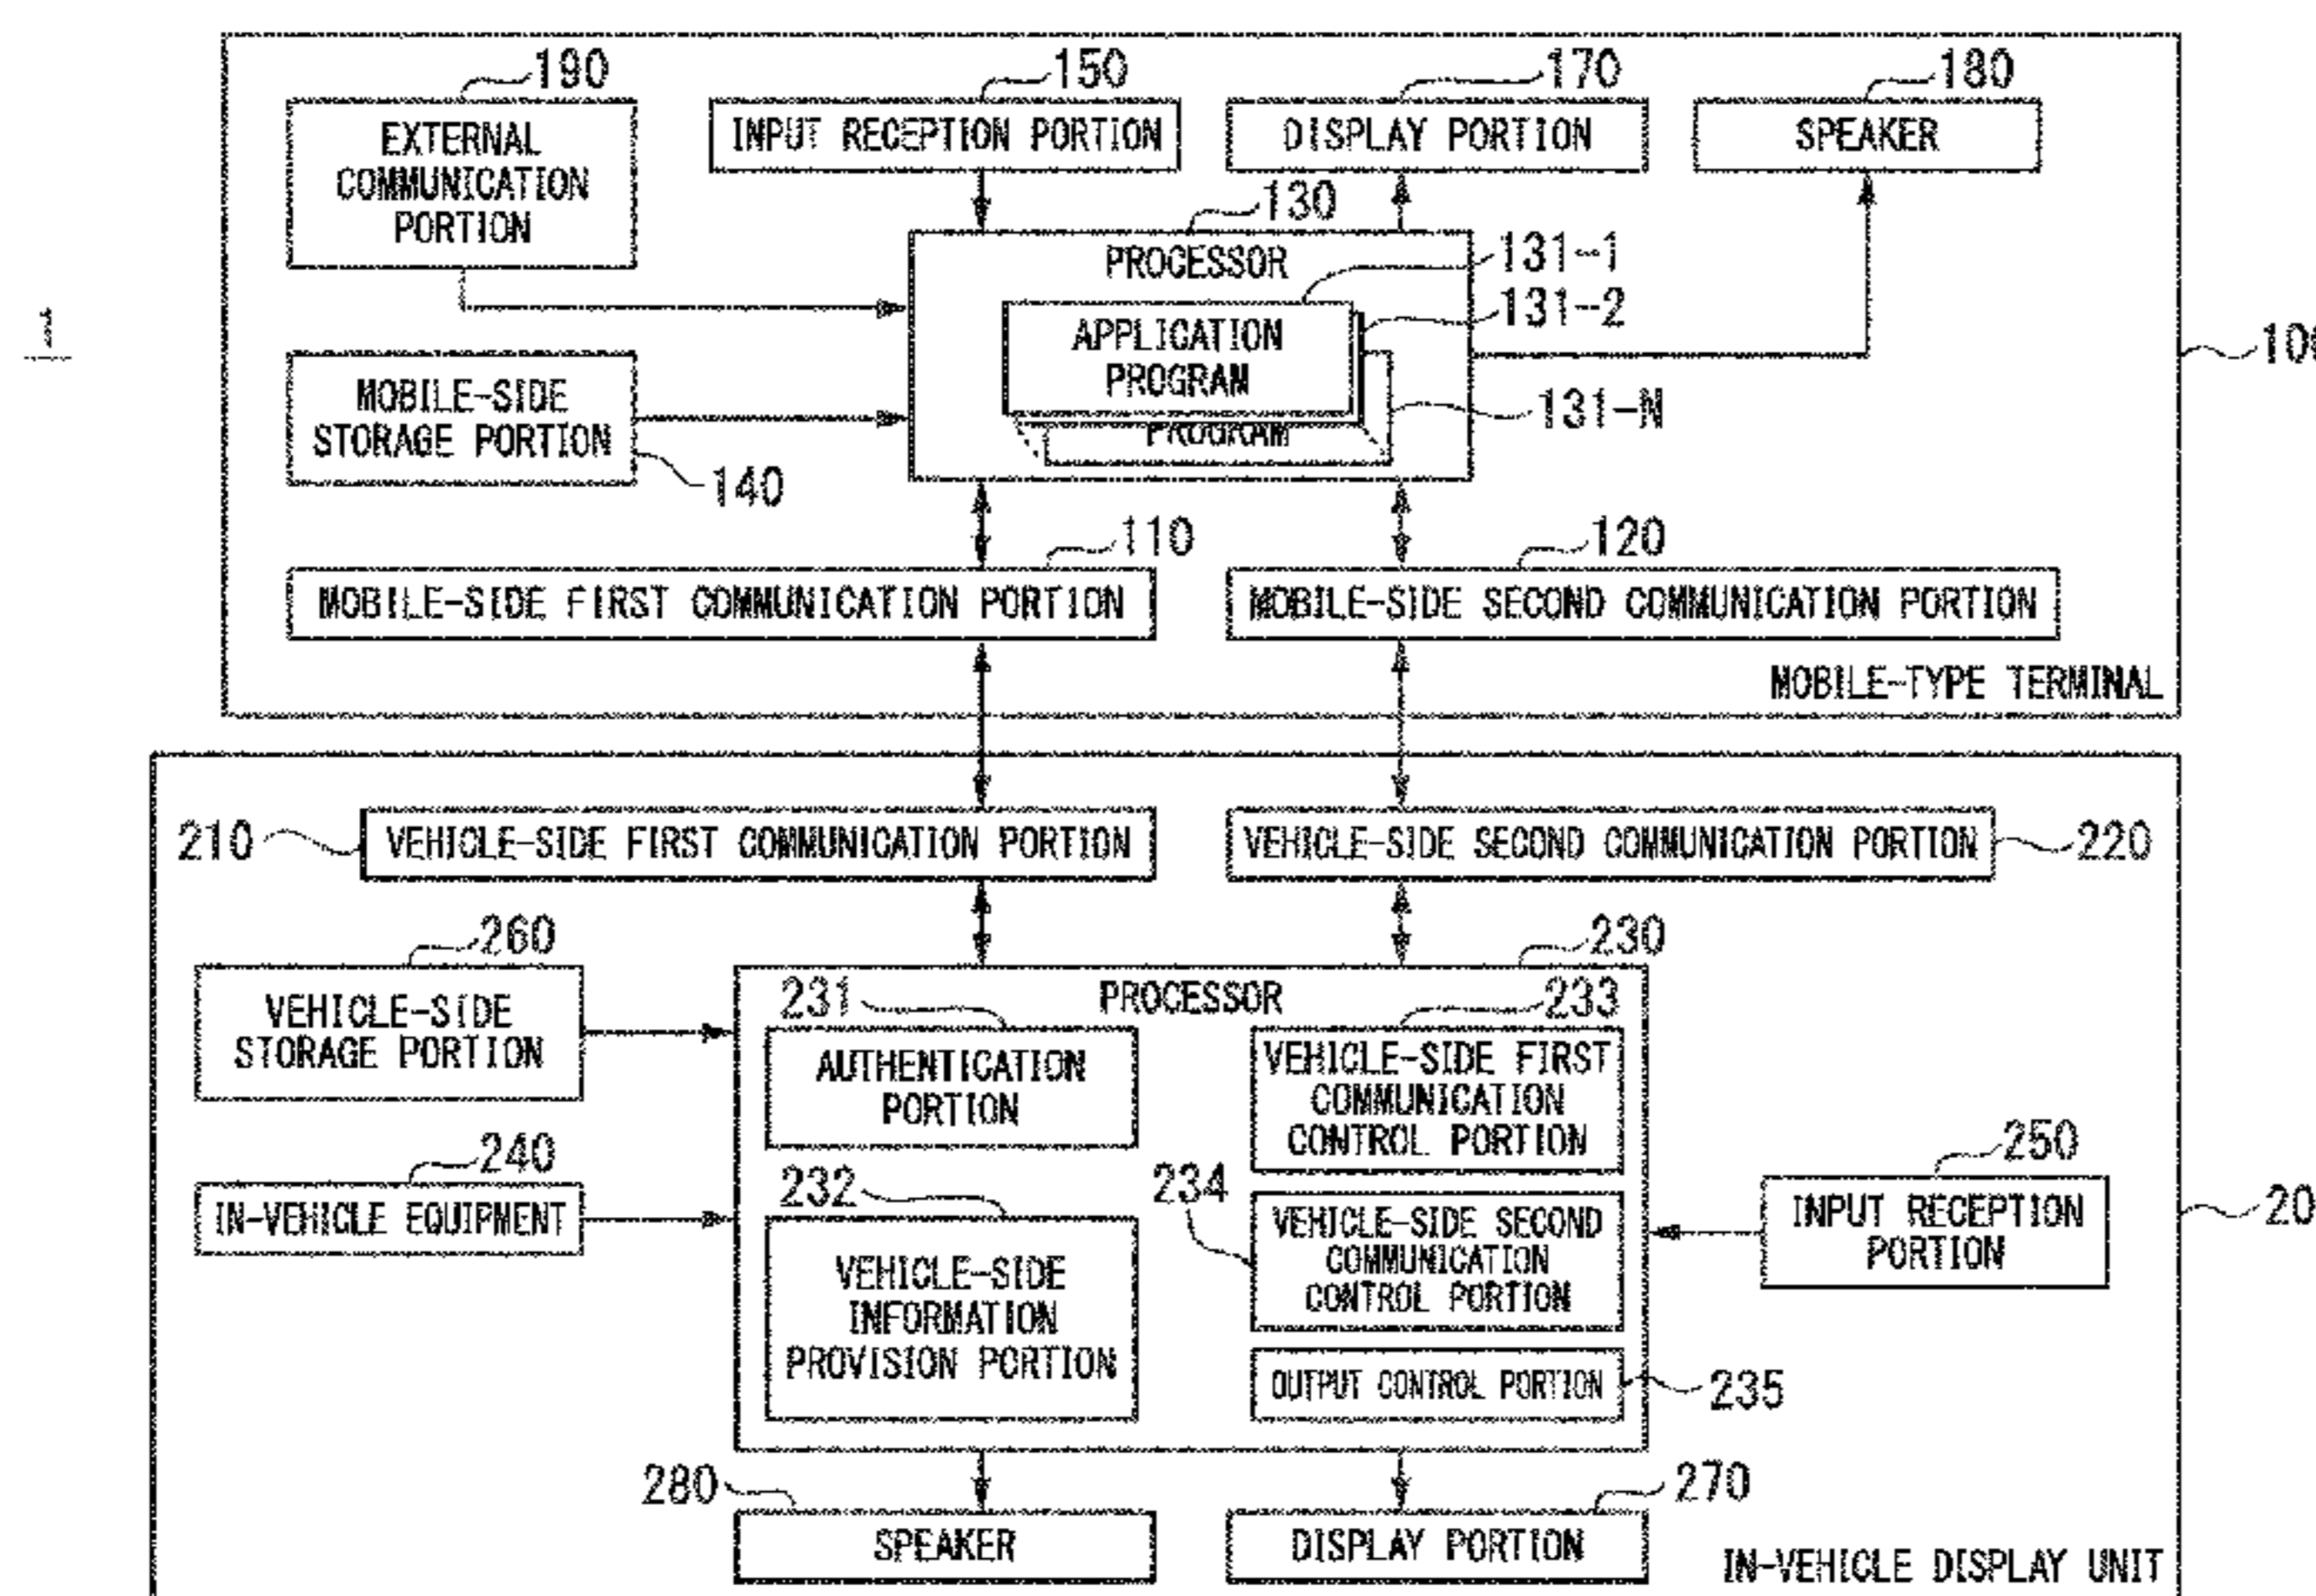 190
150
170
180
EXTERNAL
COMMUNICATION
PORTION
INPUT RECEPTION PORTION
DISPLAY PORTION
SPEAKER
130
PROCESSOR
131-1
131-2
1
APPLICATION
PROGRAM
PROGRAM
131-N
10
MOBILE-SIDE
STORAGE PORTION
140
110
120
MOBILE-SIDE FIRST COMMUNICATION PORTION
MOBILE-SIDE SECOND COMMUNICATION PORTION
MOBILE-TYPE TERMINAL
210
VEHICLE-SIDE FIRST COMMUNICATION PORTION
VEHICLE-SIDE SECOND COMMUNICATION PORTION
220
260
230
VEHICLE-SIDE
STORAGE PORTION
PROCESSOR
231
AUTHENTICATION
PORTION
233
VEHICLE-SIDE FIRST
COMMUNICATION
CONTROL PORTION
240
IN-VEHICLE EQUIPMENT
232
VEHICLE-SIDE
INFORMATION
PROVISION PORTION
234
VEHICLE-SIDE SECOND
COMMUNICATION
CONTROL PORTION
250
INPUT RECEPTION
PORTION
20
OUTPUT CONTROL PORTION
235
280
SPEAKER
270
DISPLAY PORTION
IN-VEHICLE DISPLAY UNIT